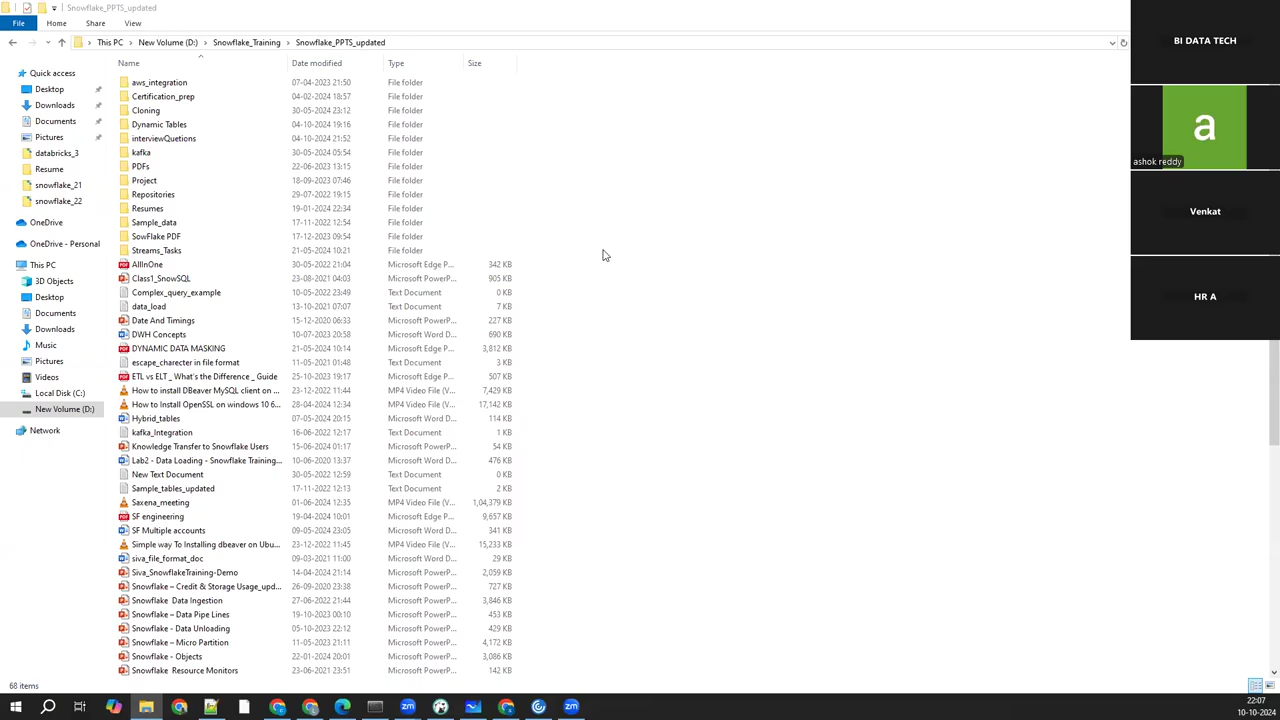 Snowflake_PPTS_updated
File Home Share View
This PC New Volume (D:) Snowflake_Training Snowflake_PPTS_updated
Name Date modified Type Size
Quick access
Desktop
Downloads
Documents
Pictures
databricks_3
Resume
snowflake_21
snowflake_22
OneDrive
OneDrive - Personal
This PC
3D Objects
Desktop
Documents
Downloads
Music
Pictures
Videos
Local Disk (C:)
New Volume (D:)
Network
aws_integration 07-04-2023 21:50 File folder
Certification_prep 04-02-2024 18:57 File folder
Cloning 30-05-2024 23:12 File folder
Dynamic Tables 04-10-2024 19:16 File folder
interviewQuetions 04-10-2024 21:52 File folder
kafka 30-05-2024 05:54 File folder
PDFs 22-06-2023 13:15 File folder
Project 18-09-2023 07:46 File folder
Repositories 29-07-2022 19:15 File folder
Resumes 19-01-2024 22:34 File folder
Sample_data 17-11-2022 12:54 File folder
SowFlake PDF 17-12-2023 09:54 File folder
Streams_Tasks 21-05-2024 10:21 File folder
AllInOne 30-05-2022 21:04 Microsoft Edge P... 342 KB
Class1_SnowSQL 23-08-2021 04:03 Microsoft PowerP... 905 KB
Complex_query_example 10-05-2022 23:49 Text Document 0 KB
data_load 13-10-2021 07:07 Text Document 7 KB
Date And Timings 15-12-2020 06:33 Microsoft PowerP... 227 KB
DWH Concepts 10-07-2023 20:58 Microsoft Word D... 690 KB
DYNAMIC DATA MASKING 21-05-2024 10:14 Microsoft Edge P... 3,812 KB
escape_charecter in file format 11-05-2021 01:48 Text Document 3 KB
ETL vs ELT _ What's the Difference _ Guide 25-10-2023 19:17 Microsoft Edge P... 507 KB
How to install DBeaver MySQL client on ... 23-12-2022 11:44 MP4 Video File (V... 7,429 KB
How to Install OpenSSL on windows 10 6... 28-04-2024 12:34 MP4 Video File (V... 17,142 KB
Hybrid_tables 07-05-2024 20:15 Microsoft Word D... 114 KB
kafka_Integration 16-06-2022 12:17 Text Document 1 KB
Knowledge Transfer to Snowflake Users 15-06-2024 01:17 Microsoft PowerP... 54 KB
Lab2 - Data Loading - Snowflake Training... 10-06-2020 13:37 Microsoft Word D... 476 KB
New Text Document 30-05-2022 12:59 Text Document 0 KB
Sample_tables_updated 17-11-2022 12:13 Text Document 2 KB
Saxena_meeting 01-06-2024 12:35 MP4 Video File (V... 1,04,379 KB
SF engineering 19-04-2024 10:01 Microsoft Edge P... 9,657 KB
SF Multiple accounts 09-05-2024 23:05 Microsoft Word D... 341 KB
Simple way To Installing dbeaver on Ubu... 23-12-2022 11:45 MP4 Video File (V... 15,233 KB
siva_file_format_doc 09-03-2021 11:00 Microsoft Word D... 29 KB
Siva_SnowflakeTraining-Demo 14-04-2024 21:14 Microsoft PowerP... 2,059 KB
Snowflake – Credit & Storage Usage_upd... 26-09-2020 23:38 Microsoft PowerP... 727 KB
Snowflake Data Ingestion 27-06-2022 21:44 Microsoft PowerP... 3,846 KB
Snowflake – Data Pipe Lines 19-10-2023 00:10 Microsoft PowerP... 453 KB
Snowflake - Data Unloading 05-10-2023 22:12 Microsoft PowerP... 429 KB
Snowflake – Micro Partition 11-05-2023 21:11 Microsoft PowerP... 4,172 KB
Snowflake - Objects 22-01-2024 20:01 Microsoft PowerP... 3,086 KB
Snowflake Resource Monitors 23-06-2021 23:51 Microsoft PowerP... 142 KB
BI DATA TECH
a
ashok reddy
Venkat
HR A
68 items
zm zm zm
22:07
10-10-2024